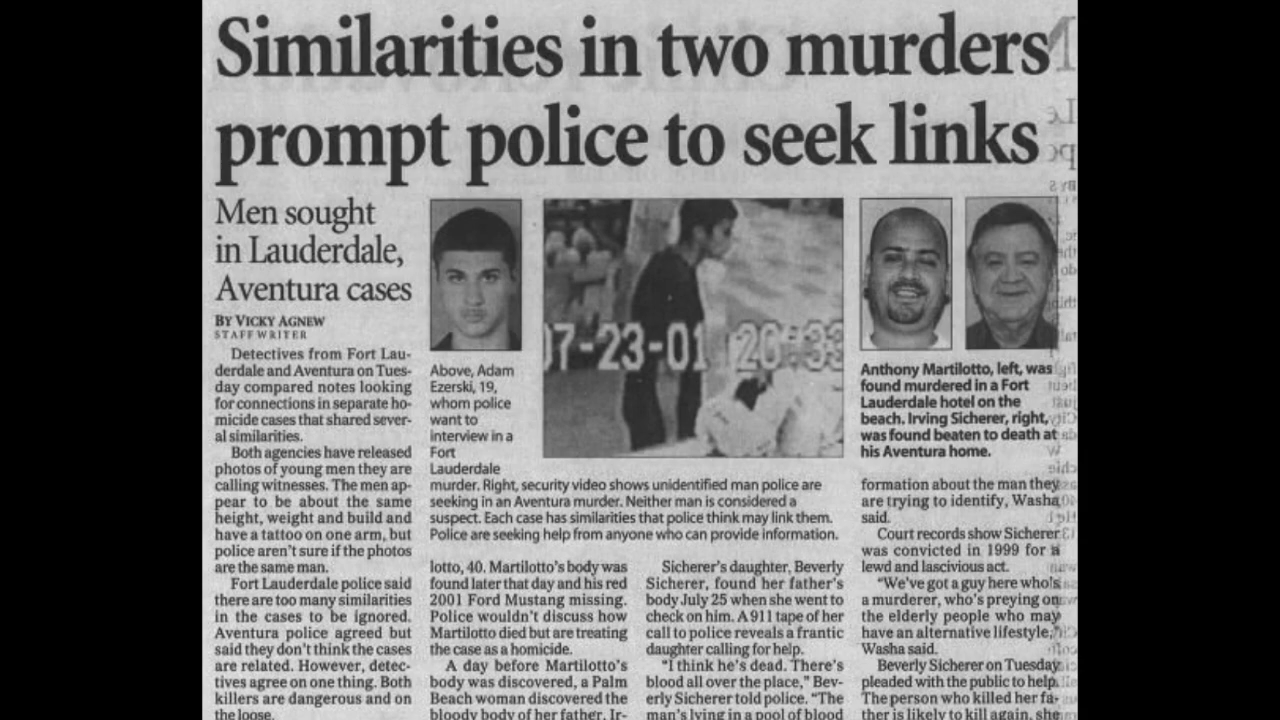 Similarities in two murders
prompt police to seek links
Men sought
in Lauderdale,
Aventura cases
BY VICKY AGNEW
STAFF WRITER
Detectives from Fort Lau-
derdale and Aventura on Tues-
day compared notes looking
for connections in separate ho-
micide cases that shared sever-
al similarities.
Both agencies have released
photos of young men they are
calling witnesses. The men ap-
pear to be about the same
height, weight and build and
have a tattoo on one arm, but
police aren't sure if the photos
are the same man.
Fort Lauderdale police said
there are too many similarities
in the cases to be ignored.
Aventura police agreed but
said they don't think the cases
are related. However, detec-
tives agree on one thing. Both
killers are dangerous and on
the loose.
Above, Adam
Ezerski, 19,
whom police
want to
interview in a
Fort
Lauderdale
murder. Right, security video shows unidentified man police are
seeking in an Aventura murder. Neither man is considered a
suspect. Each case has similarities that police think may link them.
Police are seeking help from anyone who can provide information.
7-23-01 20:33
lotto, 40. Martilotto's body was
found later that day and his red
2001 Ford Mustang missing.
Police wouldn't discuss how
Martilotto died but are treating
the case as a homicide.
A day before Martilotto's
body was discovered, a Palm
Beach woman discovered the
bloody body of her father, Ir-
Sicherer's daughter, Beverly
Sicherer, found her father's
body July 25 when she went to
check on him. A 911 tape of her
call to police reveals a frantic
daughter calling for help.
"I think he's dead. There's
blood all over the place," Bev-
erly Sicherer told police. "The
man's lying in a pool of blood
Anthony Martilotto, left, was
found murdered in a Fort
Lauderdale hotel on the
beach. Irving Sicherer, right,
was found beaten to death at
his Aventura home.
formation about the man they
are trying to identify, Washa
said.
Court records show Sicherer
was convicted in 1999 for a
lewd and lascivious act.
"We've got a guy here who's
a murderer, who's preying on
the elderly people who may
have an alternative lifestyle,"
Washa said.
Beverly Sicherer on Tuesday
pleaded with the public to help.
The person who killed her fa-
ther is likely to kill again, she